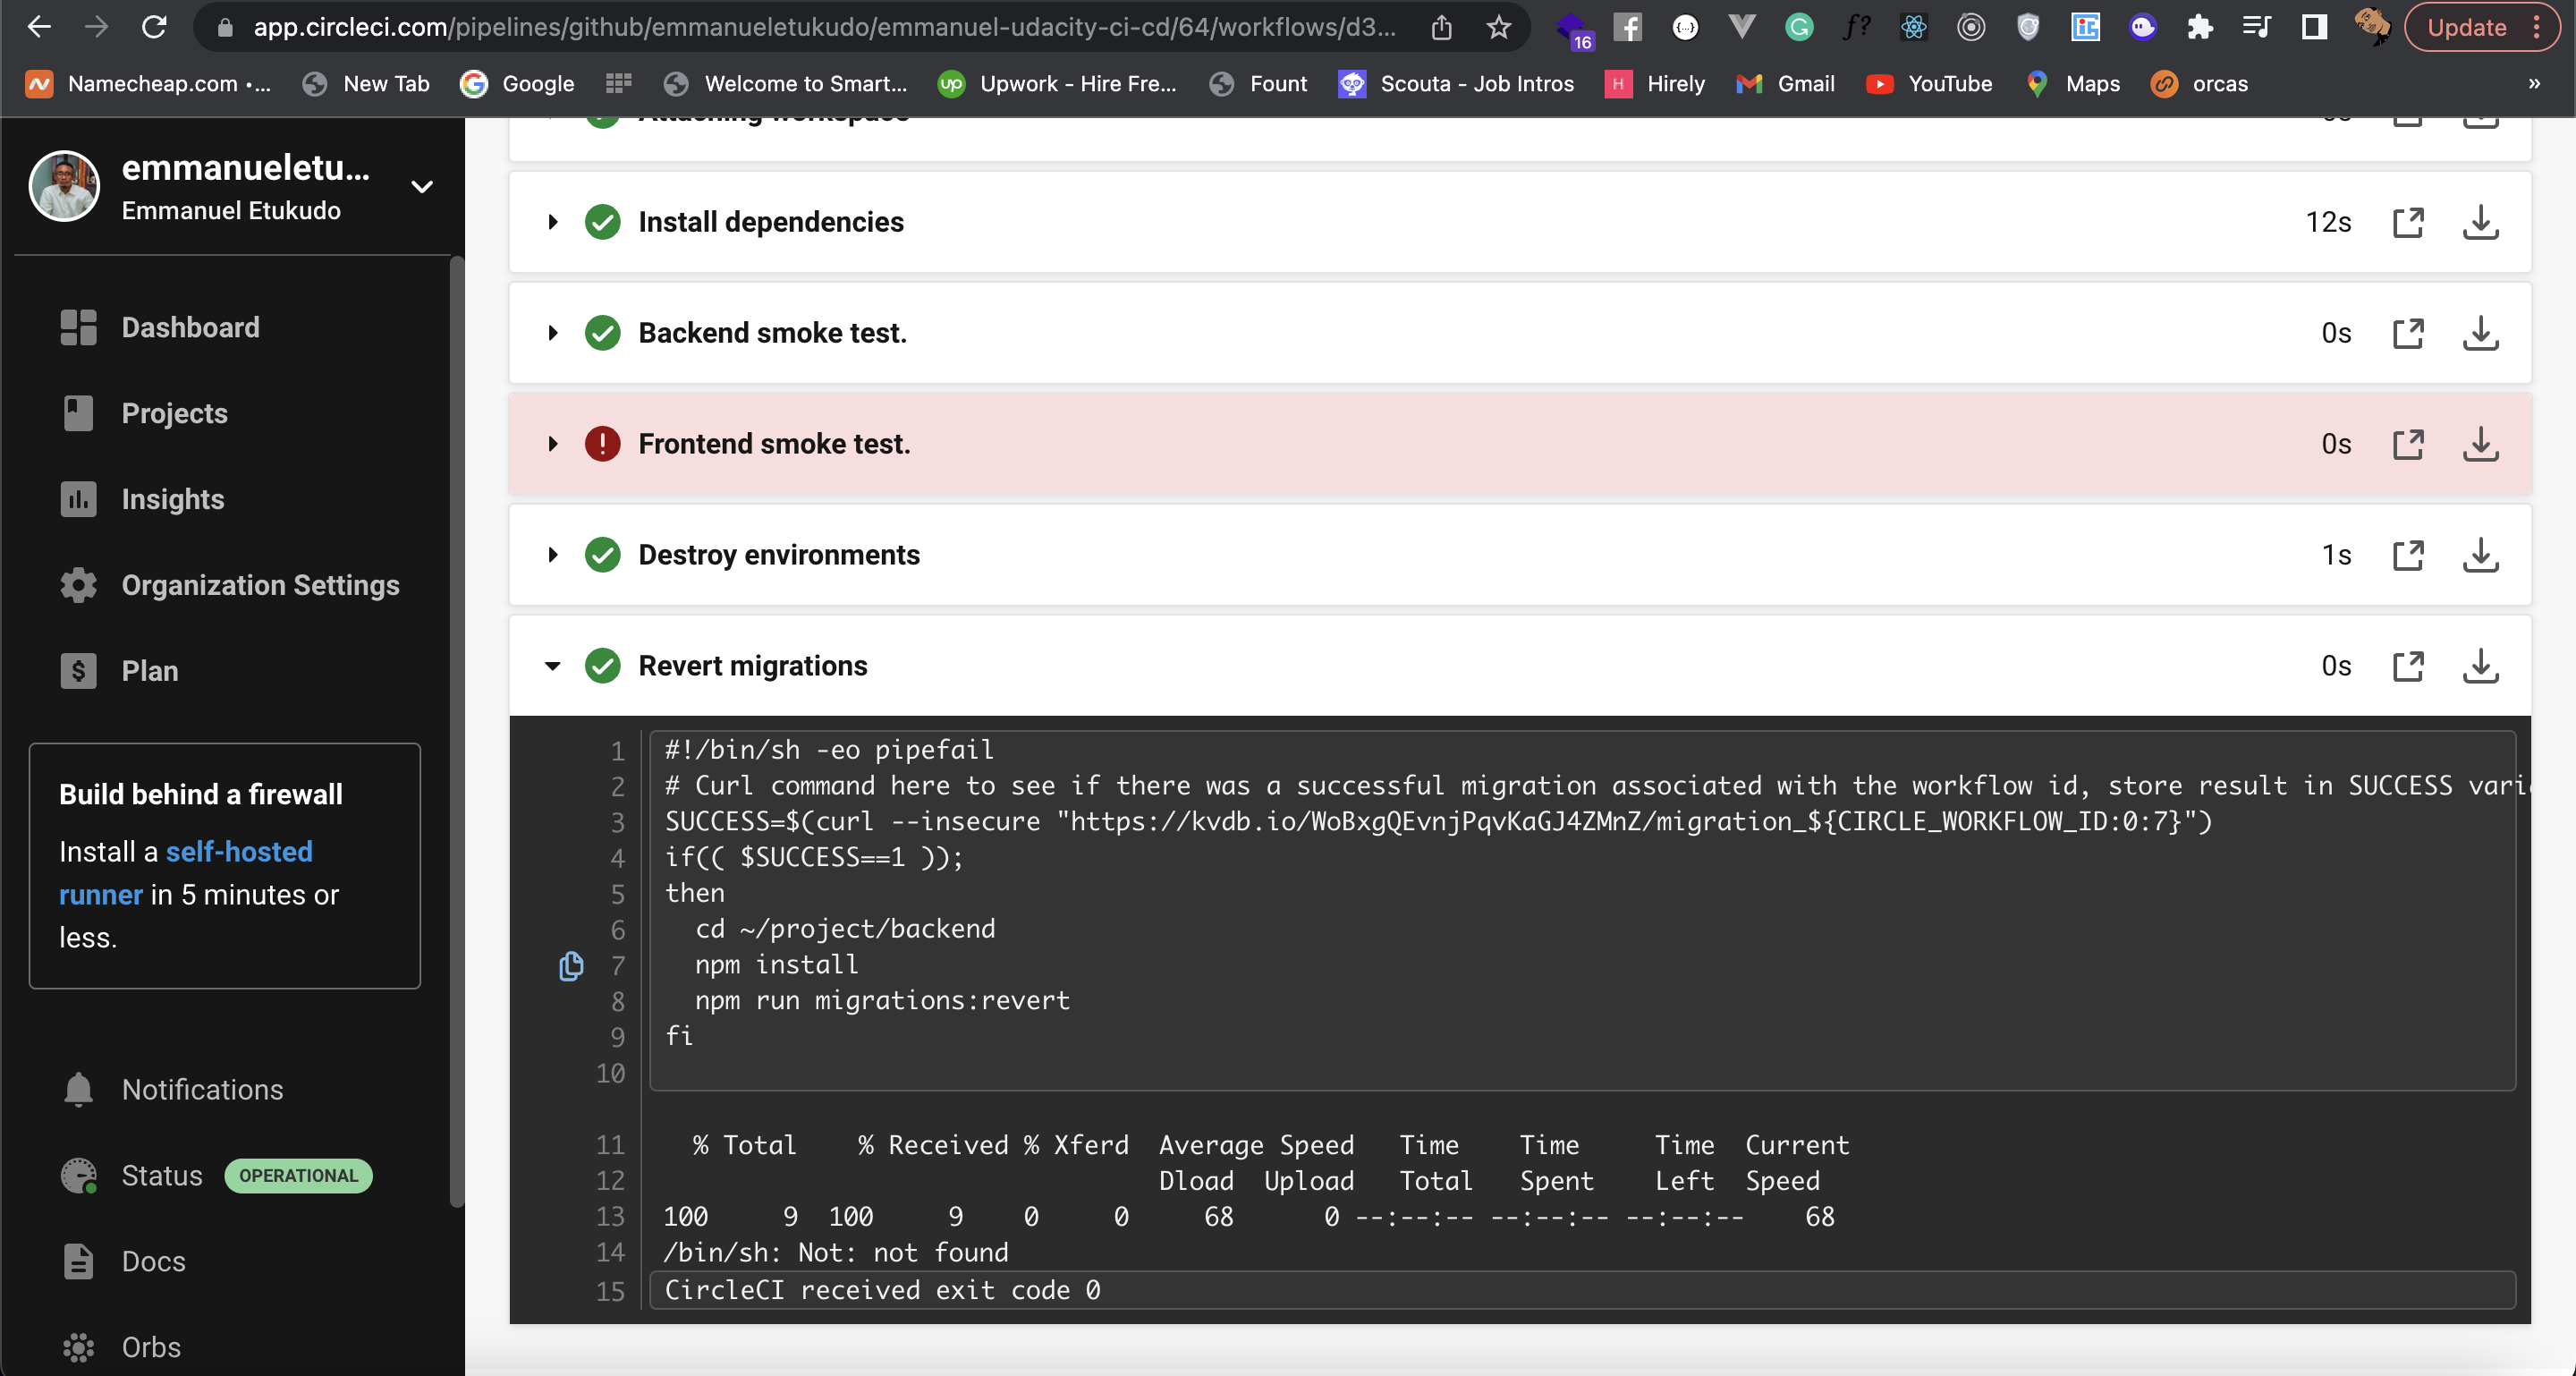 app.circleci.com/pipelines/github/emmanueletukudo/emmanuel-udacity-ci-cd/64/workflows/d3...
16
Update
Namecheap.com •...
New Tab
Google
Welcome to Smart...
Upwork - Hire Fre...
Fount
Scouta - Job Intros
Hirely
Gmail
YouTube
Maps
orcas
»
emmanueletu...
Emmanuel Etukudo
Dashboard
Projects
Insights
Organization Settings
Plan
Build behind a firewall
Install a self-hosted
runner in 5 minutes or
less.
Notifications
Status OPERATIONAL
Docs
Orbs
Attaching workspace 0s
Install dependencies 12s
Backend smoke test. 0s
Frontend smoke test. 0s
Destroy environments 1s
Revert migrations 0s
1 #!/bin/sh -eo pipefail
2 # Curl command here to see if there was a successful migration associated with the workflow id, store result in SUCCESS vari
3 SUCCESS=$(curl --insecure "https://kvdb.io/WoBxgQEvnjPqvKaGJ4ZMnZ/migration_${CIRCLE_WORKFLOW_ID:0:7}")
4 if(( $SUCCESS==1 ));
5 then
6   cd ~/project/backend
7   npm install
8   npm run migrations:revert
9 fi
10
11   % Total    % Received % Xferd  Average Speed   Time    Time     Time  Current
12                                  Dload  Upload   Total   Spent    Left  Speed
13 100     9  100     9    0     0     68      0 --:--:-- --:--:-- --:--:--    68
14 /bin/sh: Not: not found
15 CircleCI received exit code 0